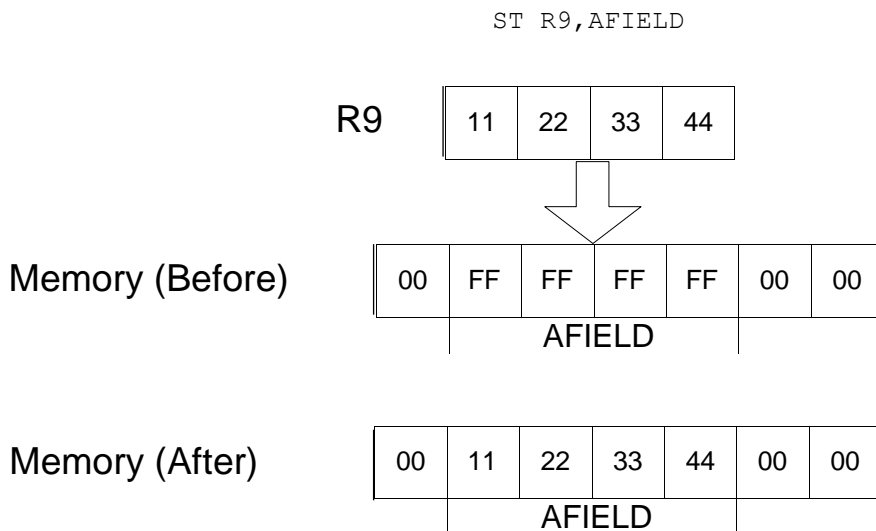 ST R9,AFIELD
R9 11 22 33 44
Memory (Before) 00 FF FF FF FF 00 00
AFIELD
Memory (After) 00 11 22 33 44 00 00
AFIELD